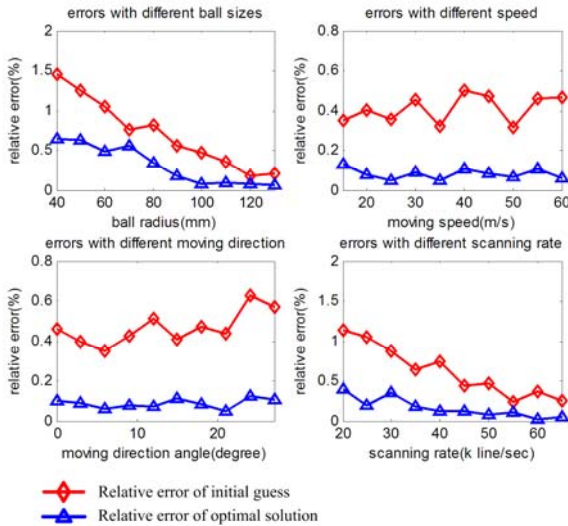 errors with different ball sizes
2
1.5
1
0.5
0
relative error(%)
40 60 80 100 120
ball radius(mm)
errors with different speed
0.8
0.6
0.4
0.2
0
relative error(%)
20 30 40 50 60
moving speed(m/s)
errors with different moving direction
0.8
0.6
0.4
0.2
0
relative error(%)
0 10 20
moving direction angle(degree)
errors with different scanning rate
2
1.5
1
0.5
0
relative error(%)
20 30 40 50 60
scanning rate(k line/sec)
Relative error of initial guess
Relative error of optimal solution